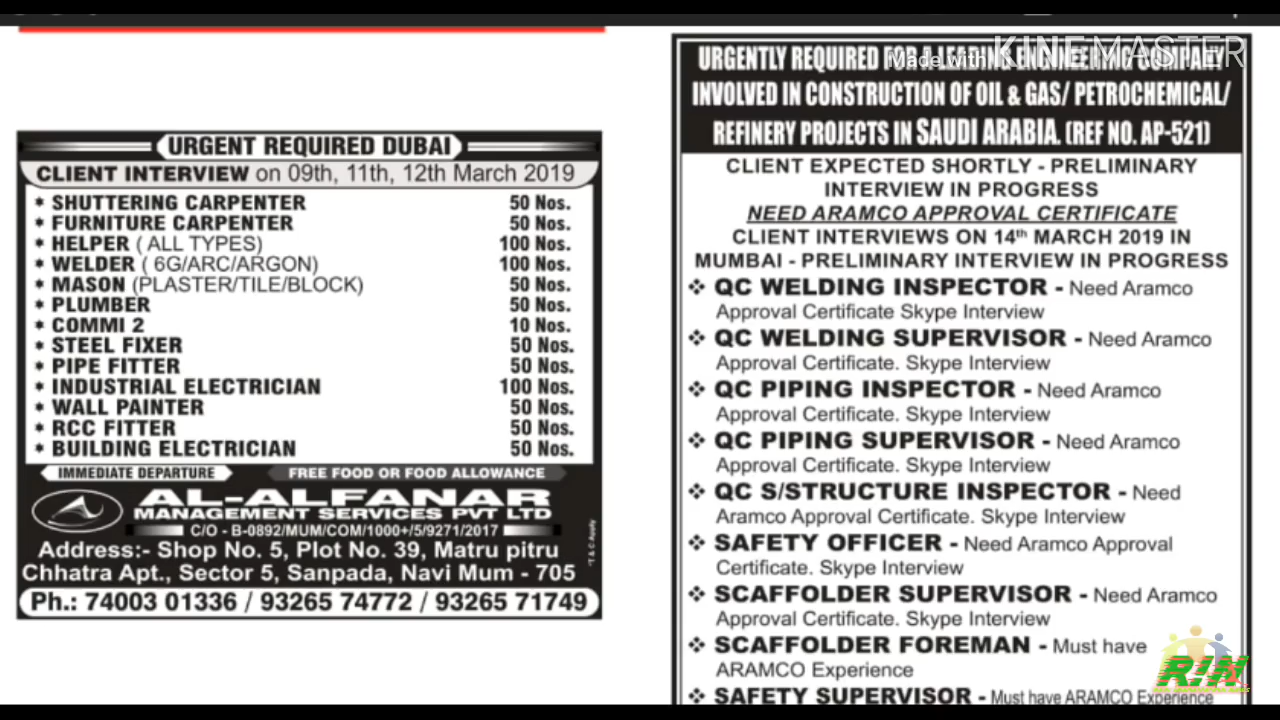 Made with KINEMASTER
URGENT REQUIRED DUBAI
CLIENT INTERVIEW on 09th, 11th, 12th March 2019
* SHUTTERING CARPENTER 50 Nos.
* FURNITURE CARPENTER 50 Nos.
* HELPER ( ALL TYPES) 100 Nos.
* WELDER ( 6G/ARC/ARGON) 100 Nos.
* MASON (PLASTER/TILE/BLOCK) 50 Nos.
* PLUMBER 50 Nos.
* COMMI 2 10 Nos.
* STEEL FIXER 50 Nos.
* PIPE FITTER 50 Nos.
* INDUSTRIAL ELECTRICIAN 100 Nos.
* WALL PAINTER 50 Nos.
* RCC FITTER 50 Nos.
* BUILDING ELECTRICIAN 50 Nos.
IMMEDIATE DEPARTURE FREE FOOD OR FOOD ALLOWANCE
AL-ALFANAR
MANAGEMENT SERVICES PVT LTD
C/O - B-0892/MUM/COM/1000+/5/9271/2017
Address:- Shop No. 5, Plot No. 39, Matru pitru
Chhatra Apt., Sector 5, Sanpada, Navi Mum - 705
*T & C Apply
Ph.: 74003 01336 / 93265 74772 / 93265 71749
URGENTLY REQUIRED FOR A LEADING ENGINEERING COMPANY
INVOLVED IN CONSTRUCTION OF OIL & GAS/ PETROCHEMICAL/
REFINERY PROJECTS IN SAUDI ARABIA. (REF NO. AP-521)
CLIENT EXPECTED SHORTLY - PRELIMINARY
INTERVIEW IN PROGRESS
NEED ARAMCO APPROVAL CERTIFICATE
CLIENT INTERVIEWS ON 14th MARCH 2019 IN
MUMBAI - PRELIMINARY INTERVIEW IN PROGRESS
❖ QC WELDING INSPECTOR - Need Aramco
Approval Certificate Skype Interview
❖ QC WELDING SUPERVISOR - Need Aramco
Approval Certificate. Skype Interview
❖ QC PIPING INSPECTOR - Need Aramco
Approval Certificate. Skype Interview
❖ QC PIPING SUPERVISOR - Need Aramco
Approval Certificate. Skype Interview
❖ QC S/STRUCTURE INSPECTOR - Need
Aramco Approval Certificate. Skype Interview
❖ SAFETY OFFICER - Need Aramco Approval
Certificate. Skype Interview
❖ SCAFFOLDER SUPERVISOR - Need Aramco
Approval Certificate. Skype Interview
❖ SCAFFOLDER FOREMAN - Must have
ARAMCO Experience
❖ SAFETY SUPERVISOR - Must have ARAMCO Experience
R!N